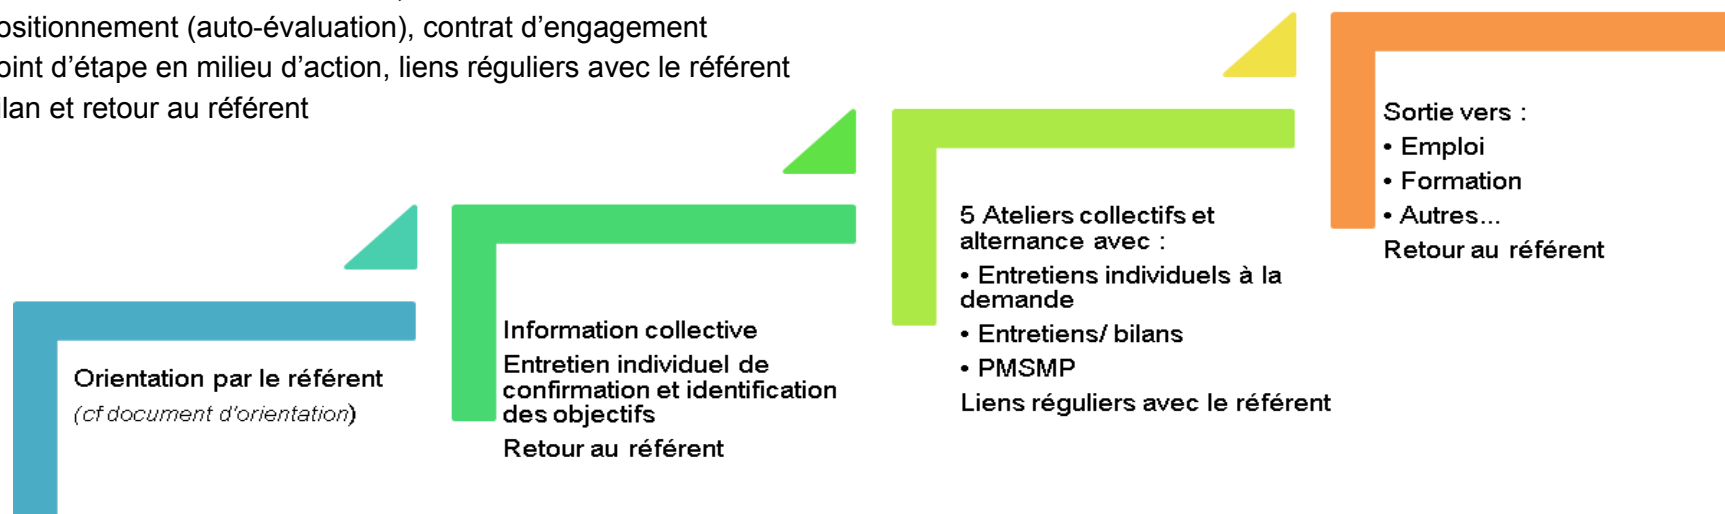 ositionnement (auto-évaluation), contrat d'engagement
oint d'étape en milieu d'action, liens réguliers avec le référent
ilan et retour au référent
Orientation par le référent
(cf document d'orientation)
Information collective
Entretien individuel de
confirmation et identification
des objectifs
Retour au référent
5 Ateliers collectifs et
alternance avec :
• Entretiens individuels à la
demande
• Entretiens/ bilans
• PMSMP
Liens réguliers avec le référent
Sortie vers :
• Emploi
• Formation
• Autres...
Retour au référent